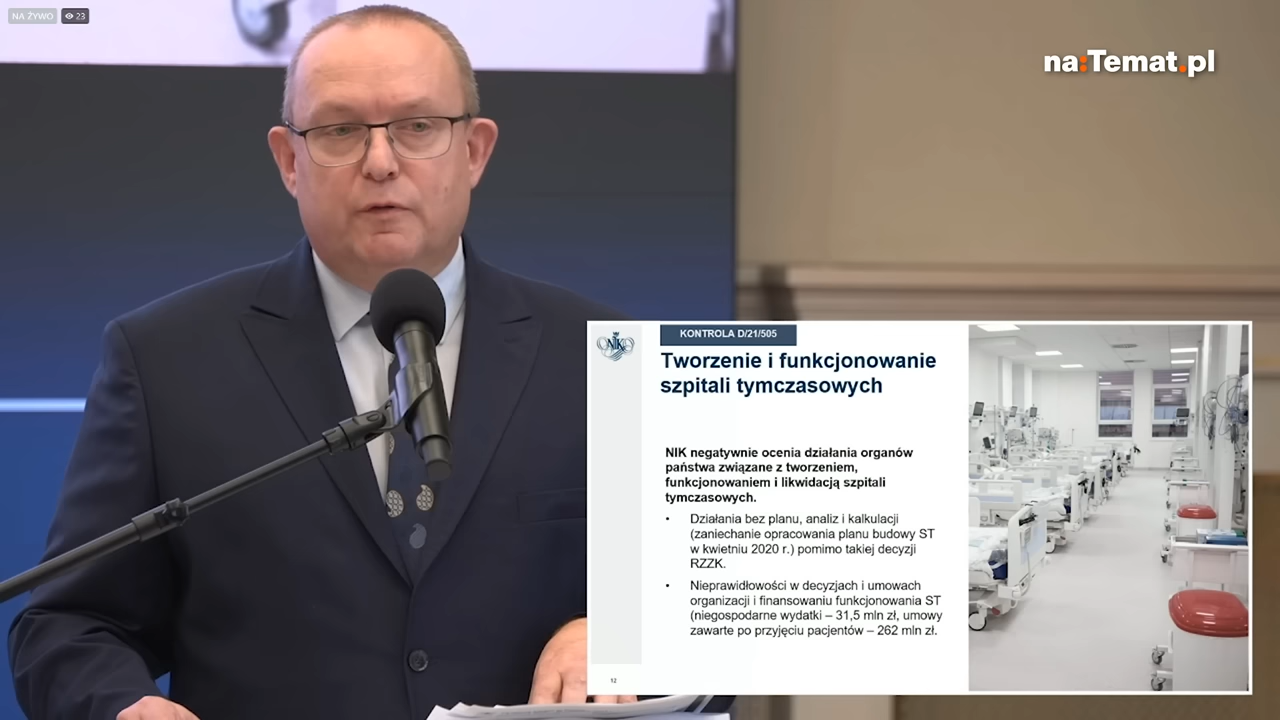 NA ŻYWO 23
na:Temat.pl
NIK
KONTROLA D/21/505
Tworzenie i funkcjonowanie
szpitali tymczasowych
NIK negatywnie ocenia działania organów
państwa związane z tworzeniem,
funkcjonowaniem i likwidacją szpitali
tymczasowych.
• Działania bez planu, analiz i kalkulacji
(zaniechanie opracowania planu budowy ST
w kwietniu 2020 r.) pomimo takiej decyzji
RZZK.
• Nieprawidłowości w decyzjach i umowach
organizacji i finansowaniu funkcjonowania ST
(niegospodarne wydatki – 31,5 mln zł, umowy
zawarte po przyjęciu pacjentów – 262 mln zł.
12